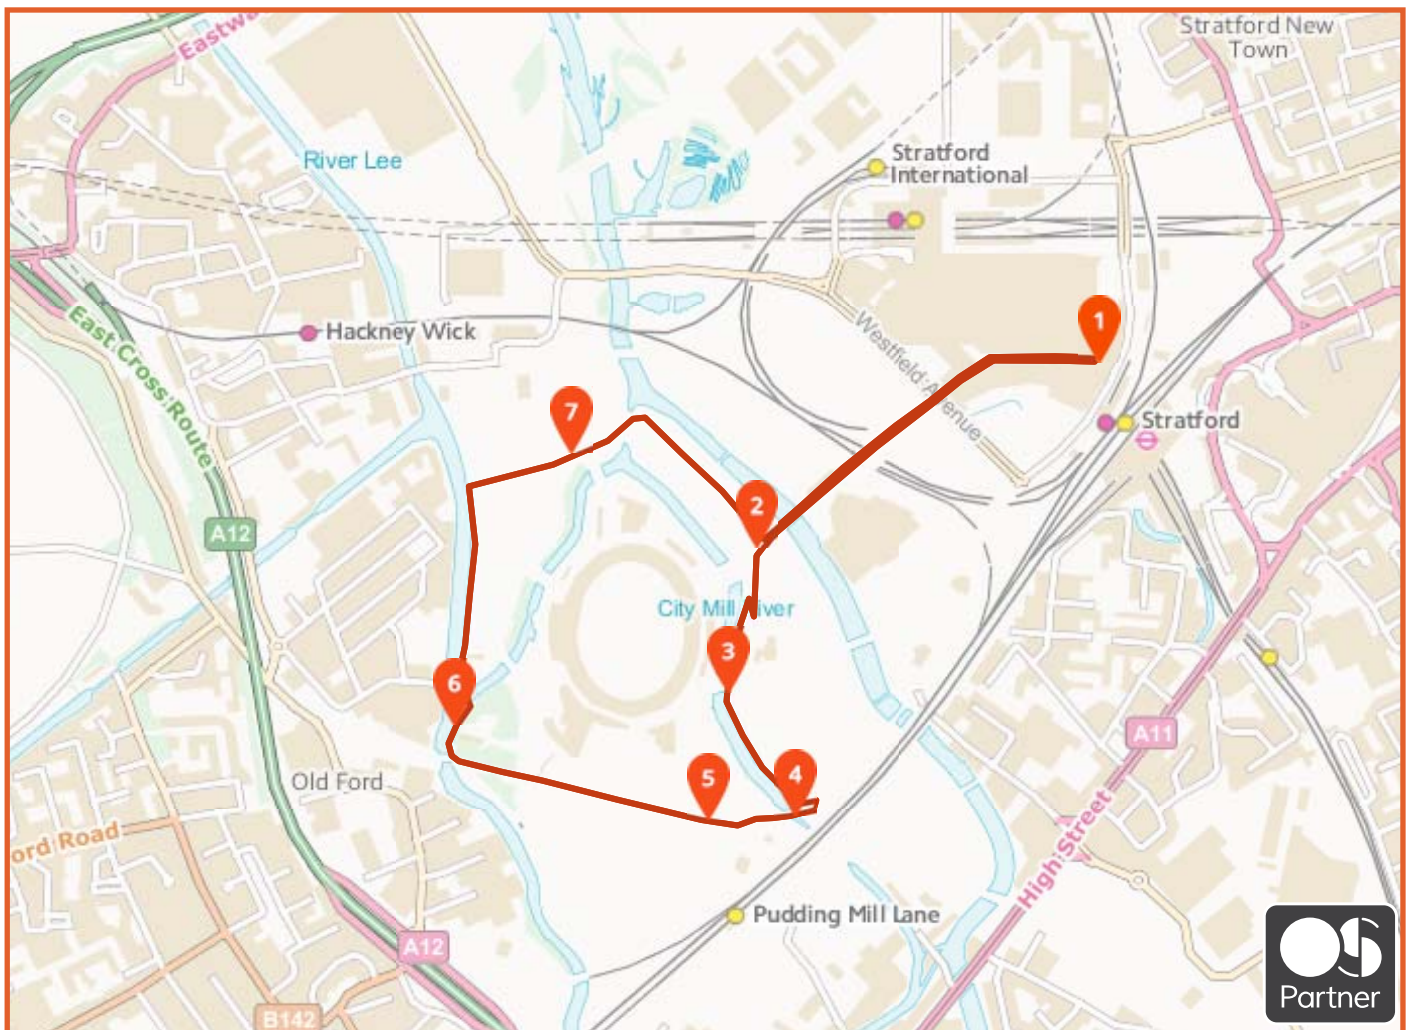 Stratford New
Town
Eastwa
River Lee
Stratford
International
1
Hackney Wick
Westfield Avenue
East Cross Route
7
Stratford
2
A12
City Mill River
3
6
A11
5
4
Old Ford
ord Road
High Street
Pudding Mill Lane
A12
B142
OS
Partner